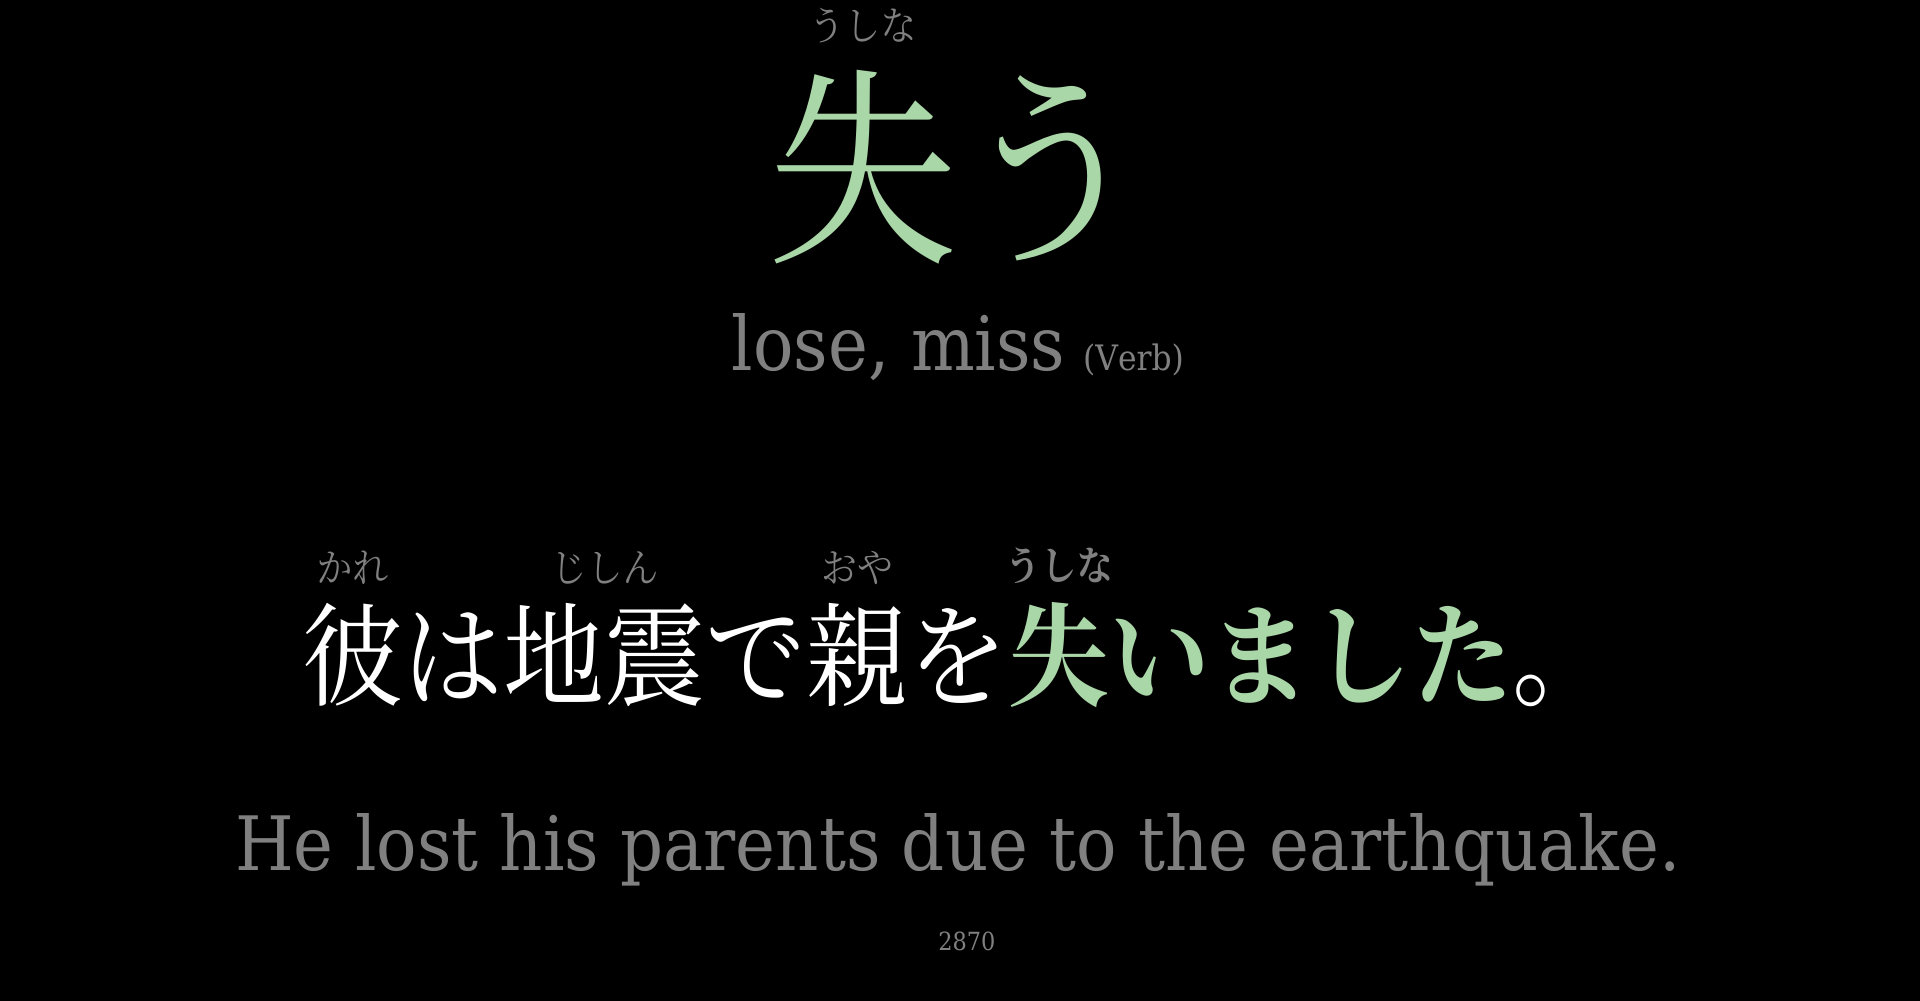 うしな
失う
lose, miss (Verb)
かれ じしん おや うしな
彼は地震で親を失いました。
He lost his parents due to the earthquake.
2870